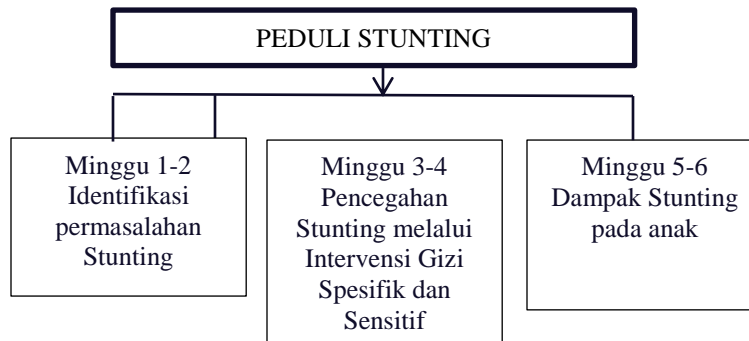 PEDULI STUNTING
Minggu 1-2
Identifikasi
permasalahan
Stunting
Minggu 3-4
Pencegahan
Stunting melalui
Intervensi Gizi
Spesifik dan
Sensitif
Minggu 5-6
Dampak Stunting
pada anak